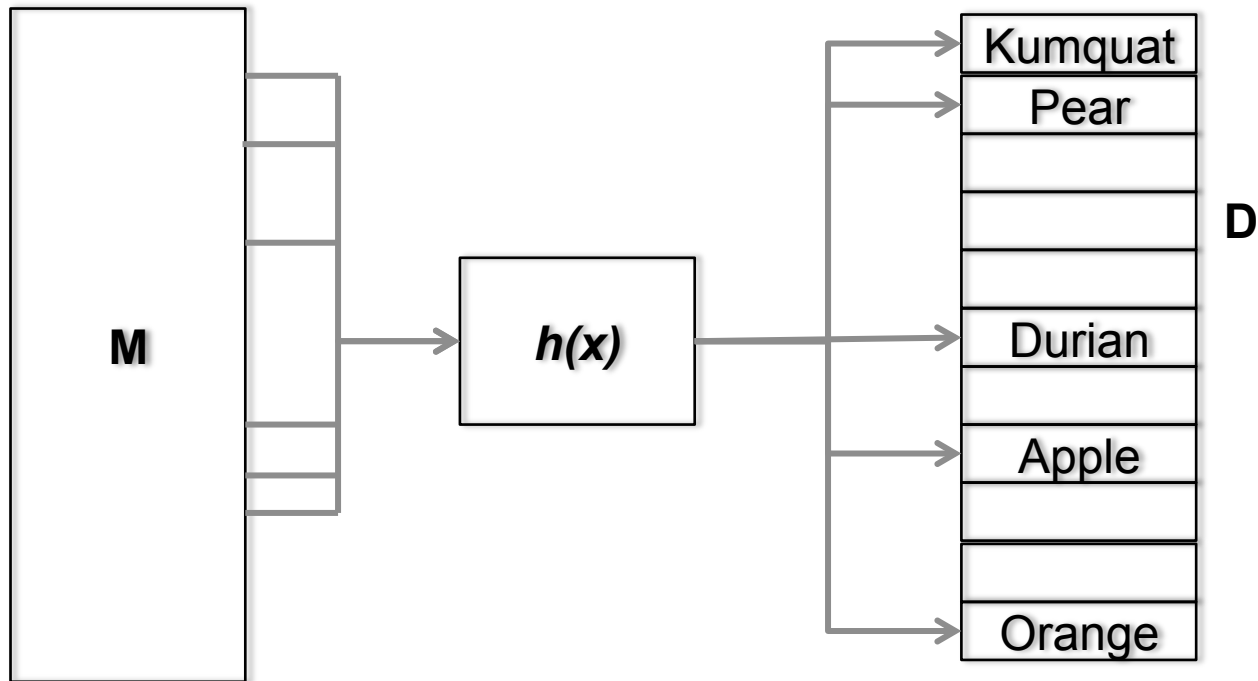 M
h(x)
Kumquat
Pear
Durian
Apple
Orange
D